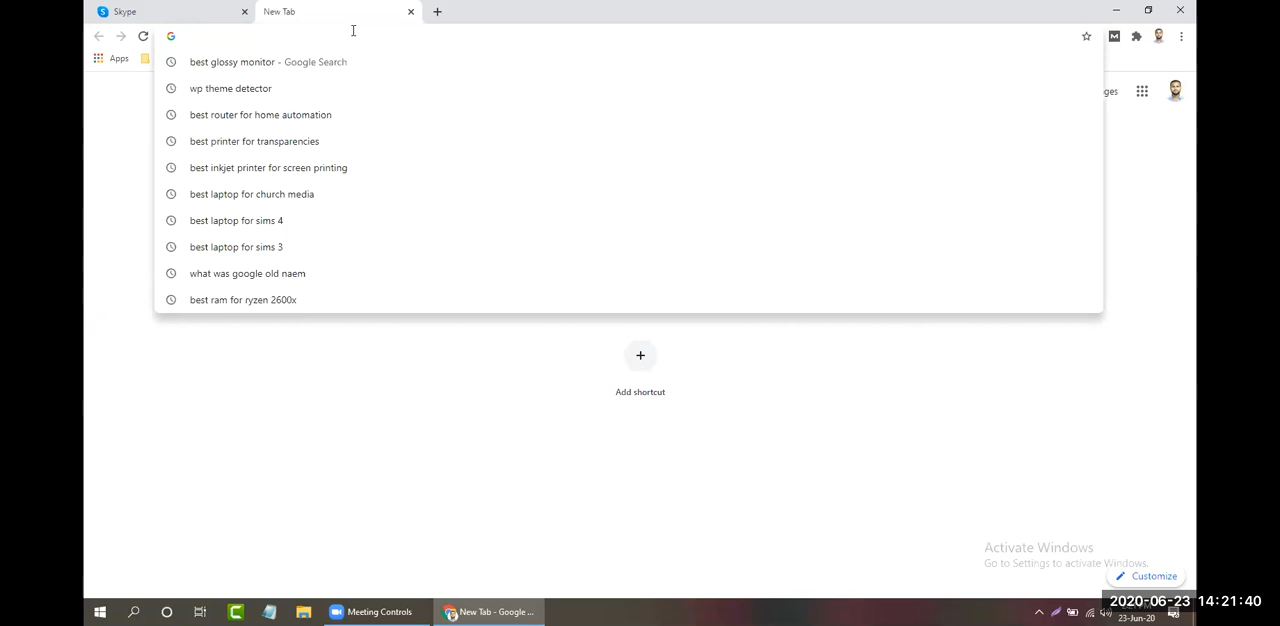 Skype
New Tab
best glossy monitor - Google Search
Apps
wp theme detector
ges
best router for home automation
best printer for transparencies
best inkjet printer for screen printing
best laptop for church media
best laptop for sims 4
best laptop for sims 3
what was google old naem
best ram for ryzen 2600x
Add shortcut
Activate Windows
Go to Settings to activate Windows.
Customize
Meeting Controls
New Tab - Google ...
2020-06-23 14:21:40
23-Jun-20